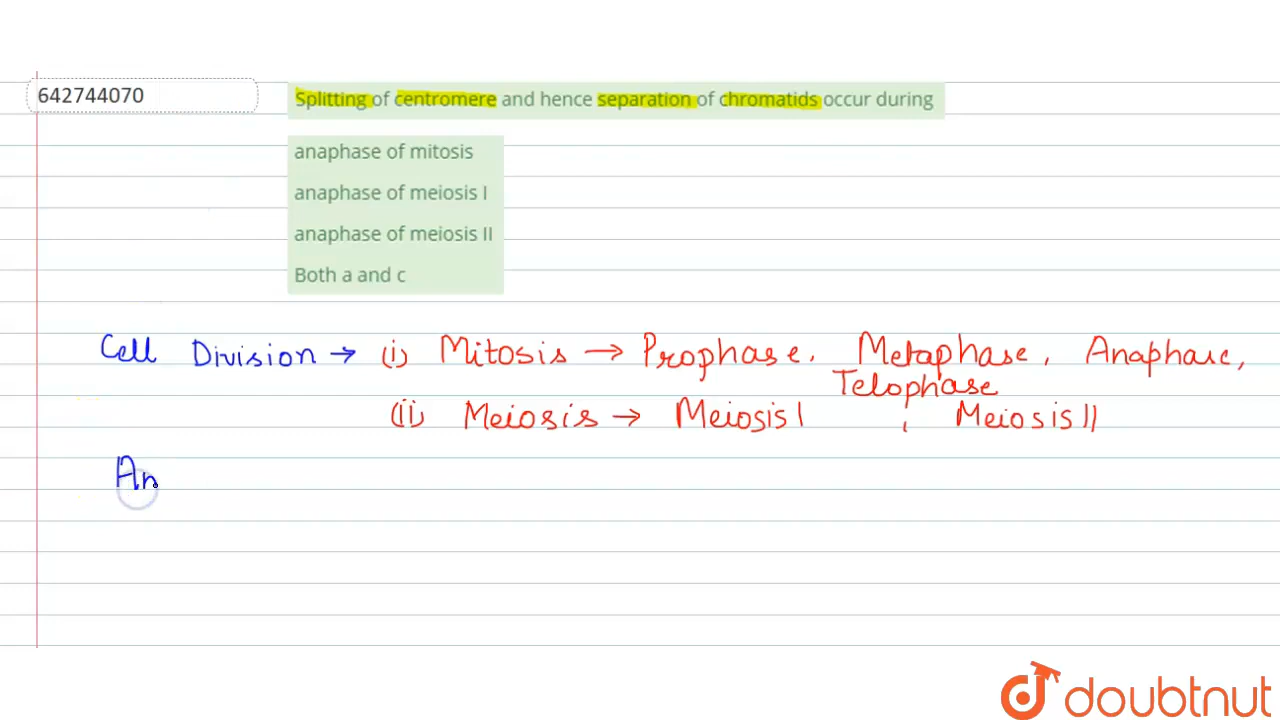 642744070
Splitting of centromere and hence separation of chromatids occur during
anaphase of mitosis
anaphase of meiosis I
anaphase of meiosis II
Both a and c
Cell Division → (i) Mitosis → Prophase, Metaphase, Anaphase,
Telophase
(ii) Meiosis → Meiosis I , Meiosis II
An
doubtnut